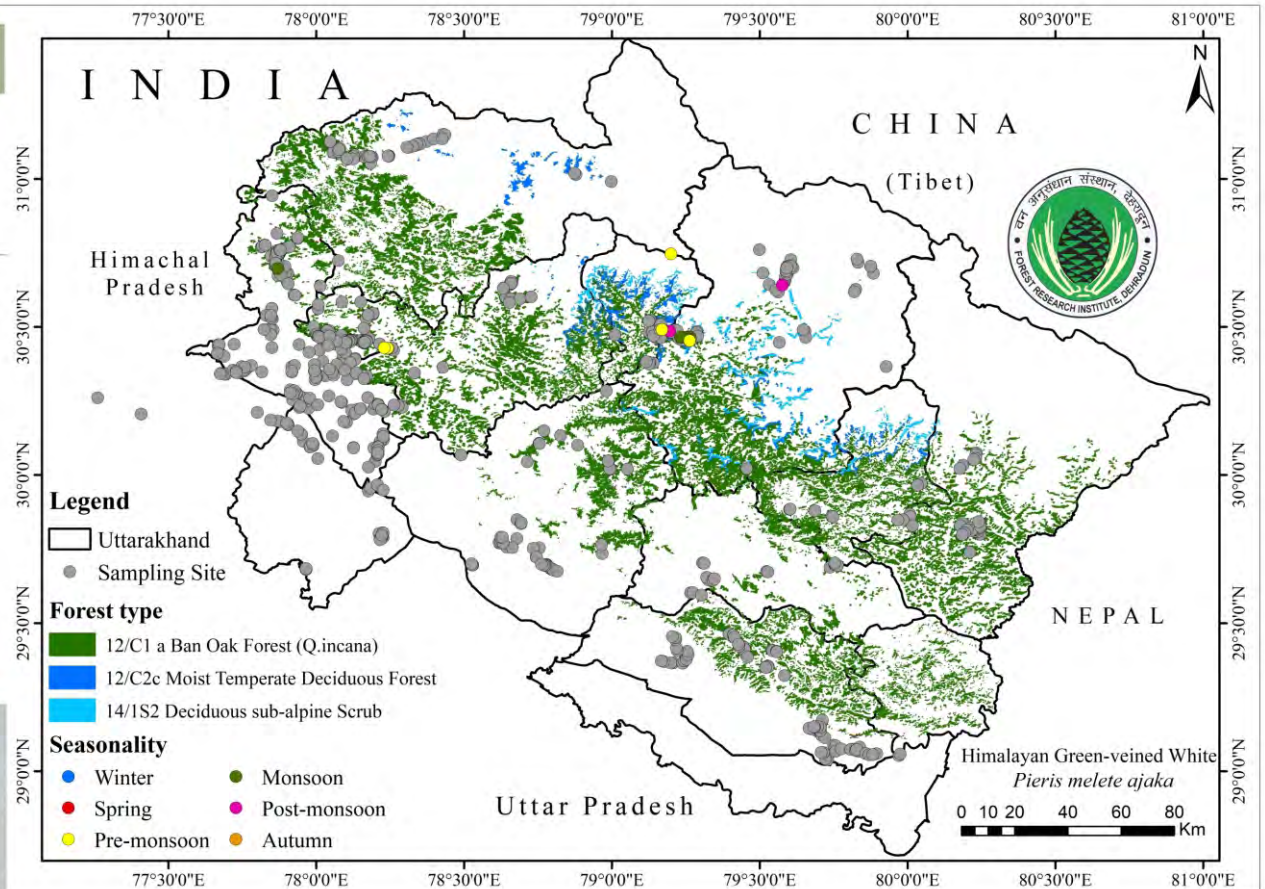 77°30'0"E 78°0'0"E 78°30'0"E 79°0'0"E 79°30'0"E 80°0'0"E 80°30'0"E 81°0'0"E
INDIA
N
CHINA
(Tibet)
वन अनुसंधान संस्थान, देहरादून
FOREST RESEARCH INSTITUTE, DEHRADUN
Himachal
Pradesh
31°0'0"N 31°0'0"N
30°30'0"N 30°30'0"N
30°0'0"N 30°0'0"N
29°30'0"N 29°30'0"N
29°0'0"N 29°0'0"N
Legend
Uttarakhand
Sampling Site
Forest type
12/C1 a Ban Oak Forest (Q.incana)
12/C2c Moist Temperate Deciduous Forest
14/1S2 Deciduous sub-alpine Scrub
Seasonality
Winter Monsoon
Spring Post-monsoon
Pre-monsoon Autumn
NEPAL
Uttar Pradesh
Himalayan Green-veined White
Pieris melete ajaka
0 10 20 40 60 80
Km
77°30'0"E 78°0'0"E 78°30'0"E 79°0'0"E 79°30'0"E 80°0'0"E 80°30'0"E 81°0'0"E